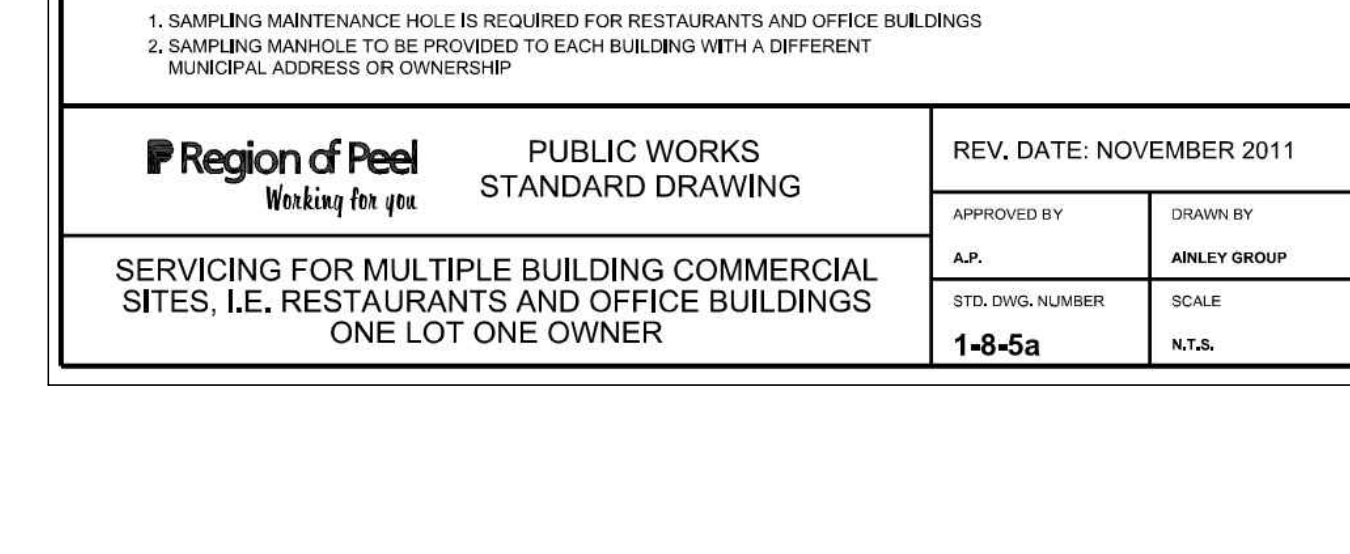 1. SAMPLING MAINTENANCE HOLE IS REQUIRED FOR RESTAURANTS AND OFFICE BUILDINGS
2. SAMPLING MANHOLE TO BE PROVIDED TO EACH BUILDING WITH A DIFFERENT
MUNICIPAL ADDRESS OR OWNERSHIP
Region of Peel
Working for you
PUBLIC WORKS
STANDARD DRAWING
REV. DATE: NOVEMBER 2011
APPROVED BY
A.P.
DRAWN BY
AINLEY GROUP
SERVICING FOR MULTIPLE BUILDING COMMERCIAL
SITES, I.E. RESTAURANTS AND OFFICE BUILDINGS
ONE LOT ONE OWNER
STD. DWG. NUMBER
1-8-5a
SCALE
N.T.S.